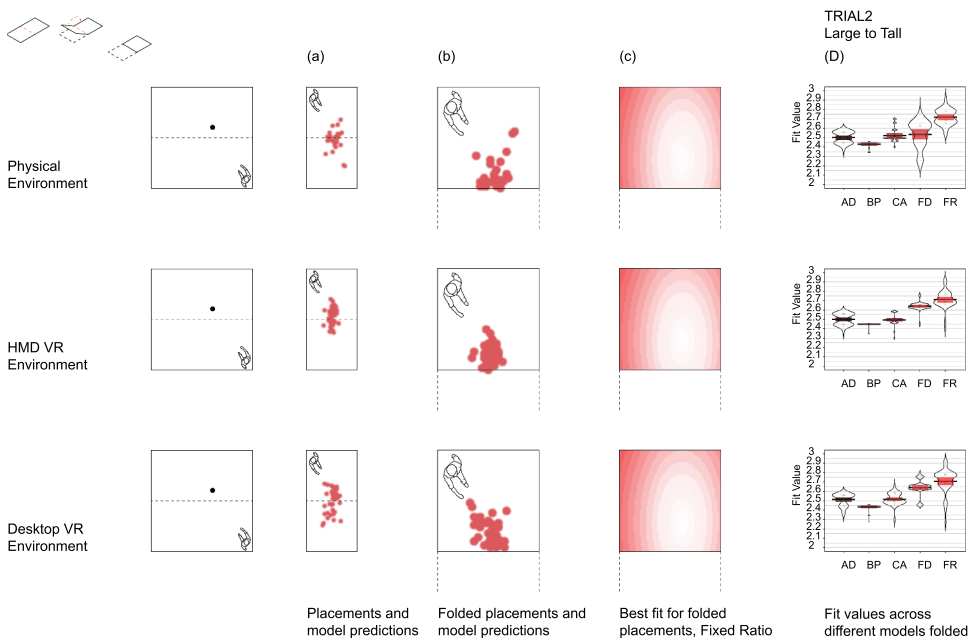 TRIAL2
Large to Tall
(a)
(b)
(c)
(D)
Physical
Environment
Fit Value
3
2.9
2.8
2.7
2.6
2.5
2.4
2.3
2.2
2.1
2
AD BP CA FD FR
HMD VR
Environment
Fit Value
3
2.9
2.8
2.7
2.6
2.5
2.4
2.3
2.2
2.1
2
AD BP CA FD FR
Desktop VR
Environment
Fit Value
3
2.9
2.8
2.7
2.6
2.5
2.4
2.3
2.2
2.1
2
AD BP CA FD FR
Placements and
model predictions
Folded placements and
model predictions
Best fit for folded
placements, Fixed Ratio
Fit values across
different models folded